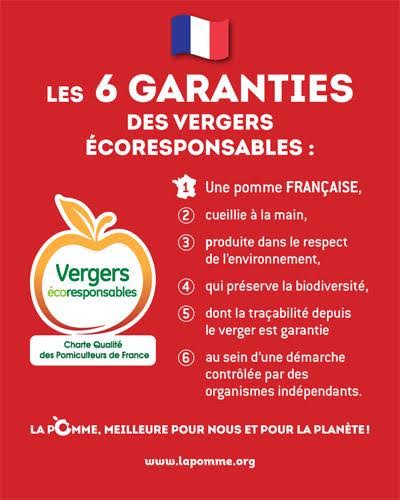 LES 6 GARANTIES
DES VERGERS
ÉCORESPONSABLES :
1 Une pomme FRANÇAISE,
2 cueillie à la main,
3 produite dans le respect
de l'environnement,
4 qui préserve la biodiversité,
5 dont la traçabilité depuis
le verger est garantie
6 au sein d'une démarche
contrôlée par des
organismes indépendants.
Vergers
écoresponsables
Charte Qualité
des Pomiculteurs de France
LA POMME, MEILLEURE POUR NOUS ET POUR LA PLANÈTE !
www.lapomme.org